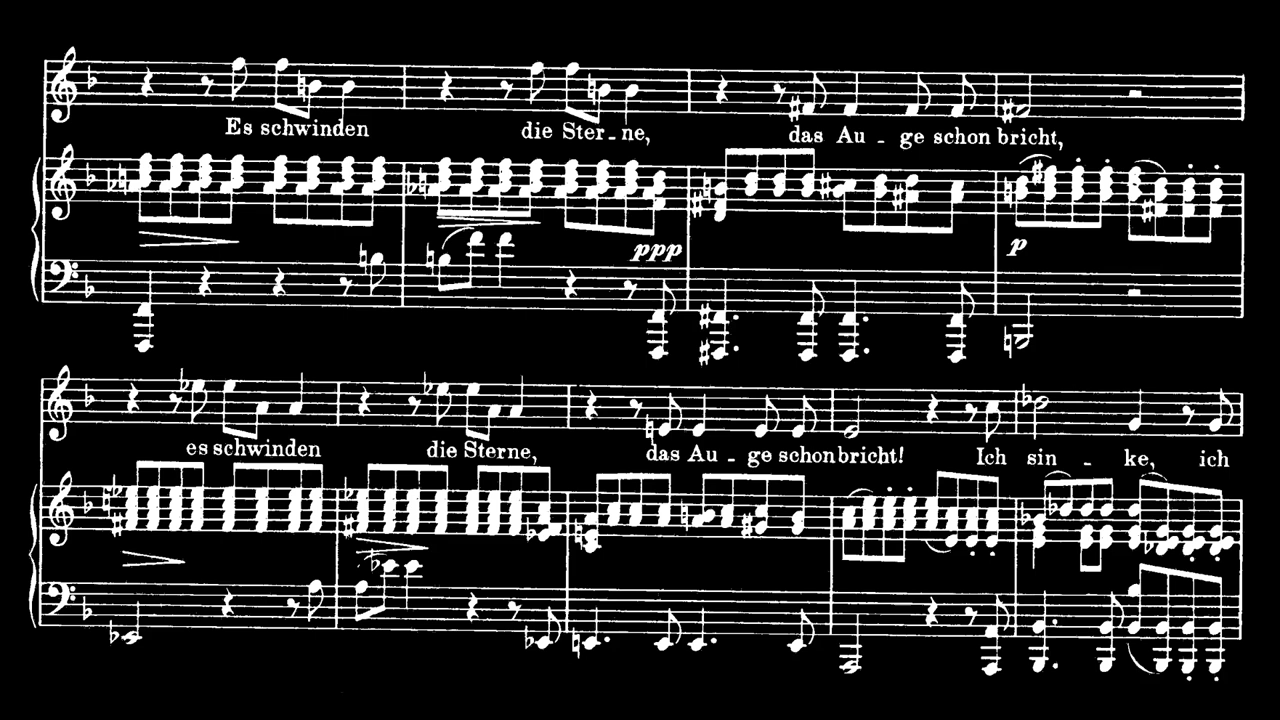 Es schwinden die Ster - ne, das Au - ge schon bricht,
ppp p
es schwinden die Sterne, das Au - ge schon bricht! Ich sin - ke, ich